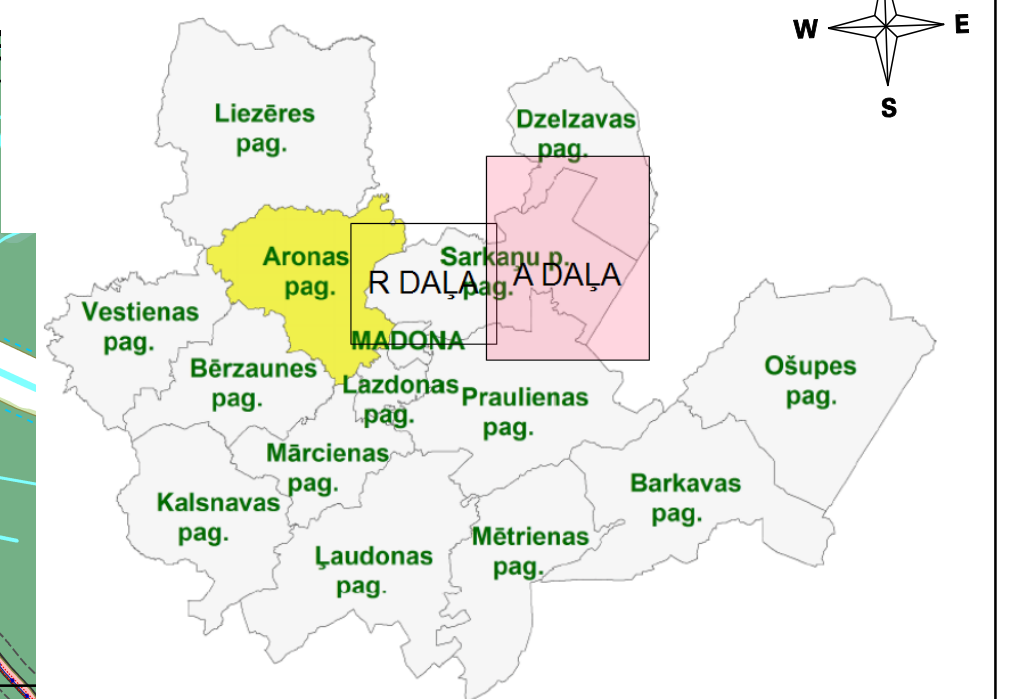 W
E
S
Liezēres
pag.
Dzelzavas
pag.
Aronas
pag.
Sarkaņu p.
pag.
R DAĻA
A DAĻA
Vestienas
pag.
MADONA
Bērzaunes
pag.
Lazdonas
pag.
Praulienas
pag.
Ošupes
pag.
Mārcienas
pag.
Kalsnavas
pag.
Barkavas
pag.
Ļaudonas
pag.
Mētrienas
pag.